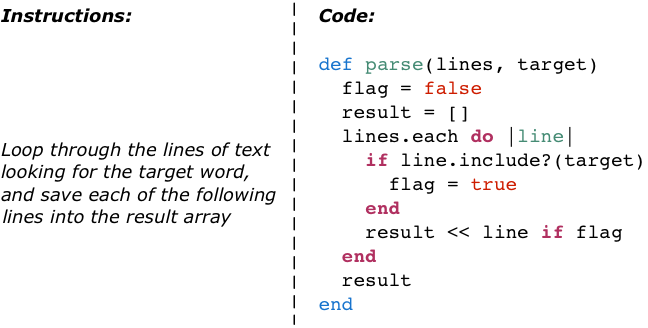 Instructions:
Loop through the lines of text
looking for the target word,
and save each of the following
lines into the result array
Code:
def parse(lines, target)
  flag = false
  result = []
  lines.each do |line|
    if line.include?(target)
      flag = true
    end
    result << line if flag
  end
  result
end